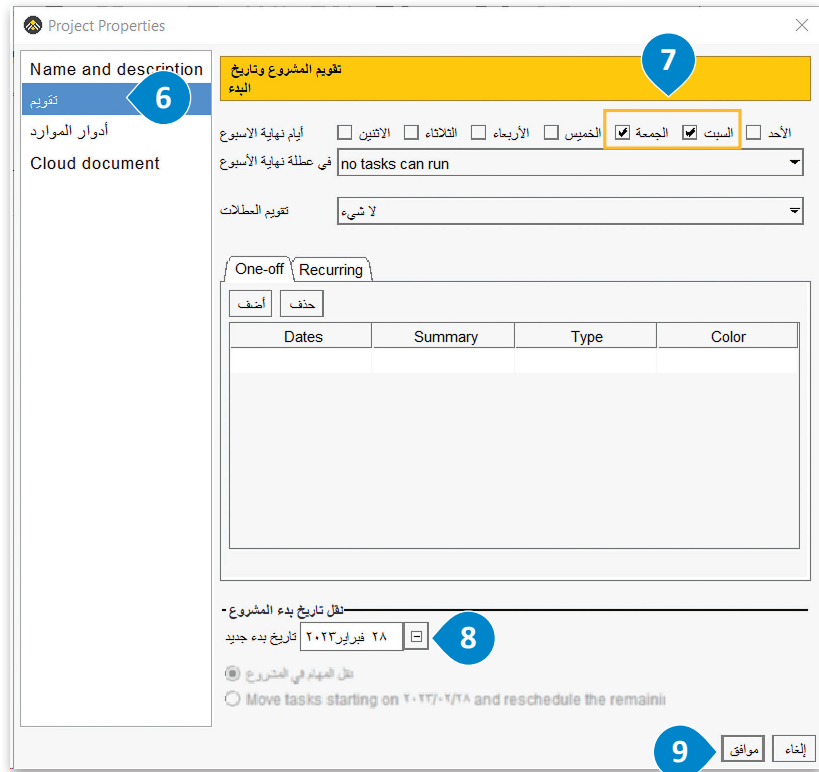 Project Properties
Name and description
تقويم
أدوار الموارد
Cloud document
6
7
تقويم المشروع وتاريخ
البدء
أيام نهاية الاسبوع الاثنين الثلاثاء الأربعاء الخميس الجمعة السبت الأحد
في عطلة نهاية الأسبوع no tasks can run
تقويم العطلات لا شيء
One-off Recurring
أضف حذف
Dates Summary Type Color
نقل تاريخ بدء المشروع
تاريخ بدء جديد ٢٨ فبراير٢٠٢٣
8
نقل المهام في المشروع
Move tasks starting on ٢٠٢٣/٠٢/٢٨ and reschedule the remainin
9
موافق إلغاء